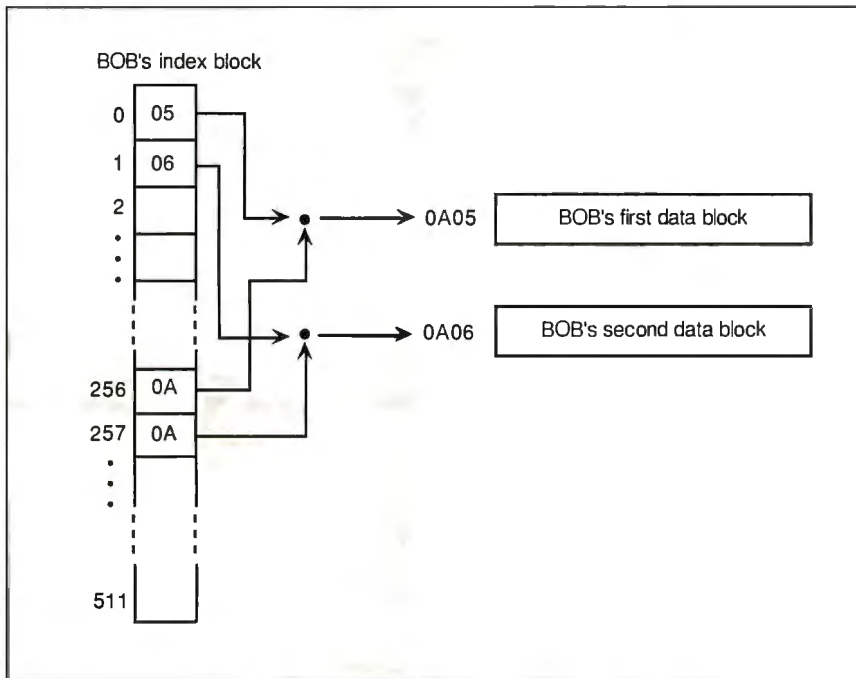 BOB's index block
0 05
1 06
2
0A05 BOB's first data block
0A06 BOB's second data block
256 0A
257 0A
511